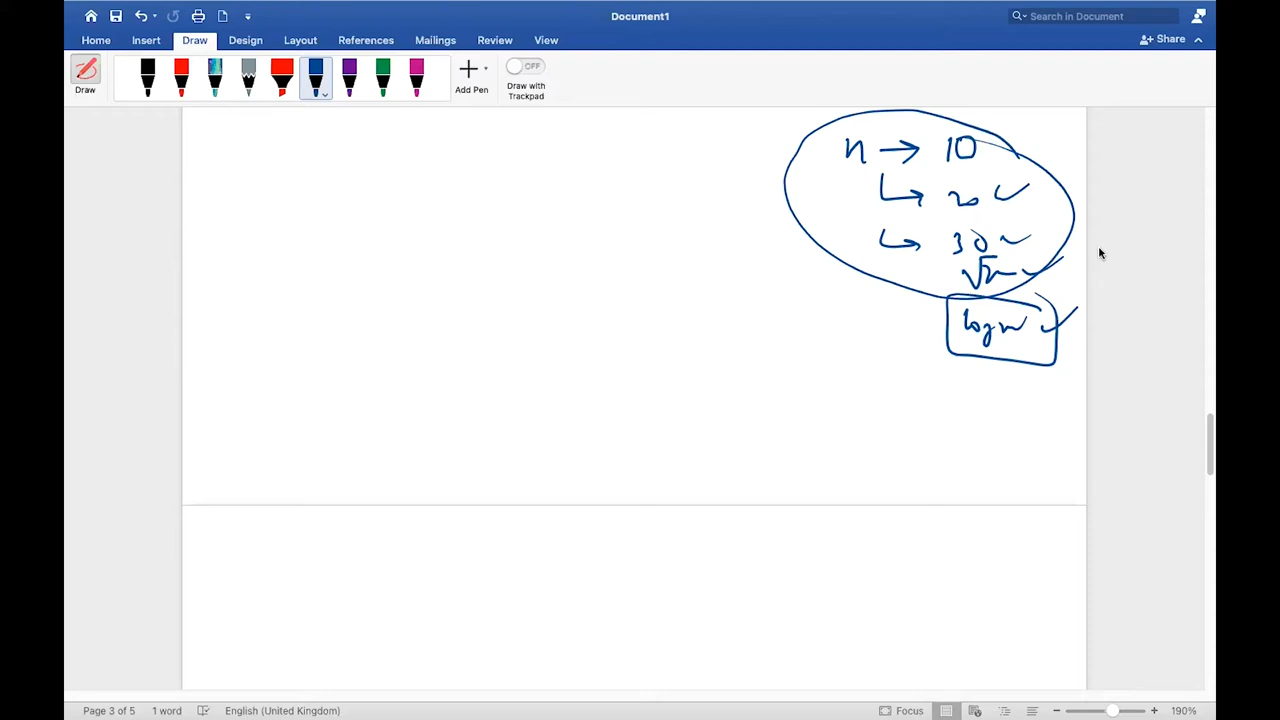 Document1
Search in Document
Home Insert Draw Design Layout References Mailings Review View
Share
Draw
Add Pen
OFF
Draw with
Trackpad
n → 10
↳ 20 ✓
↳ 30 ✓
√n ✓
logn ✓
Page 3 of 5 1 word English (United Kingdom) Focus 190%